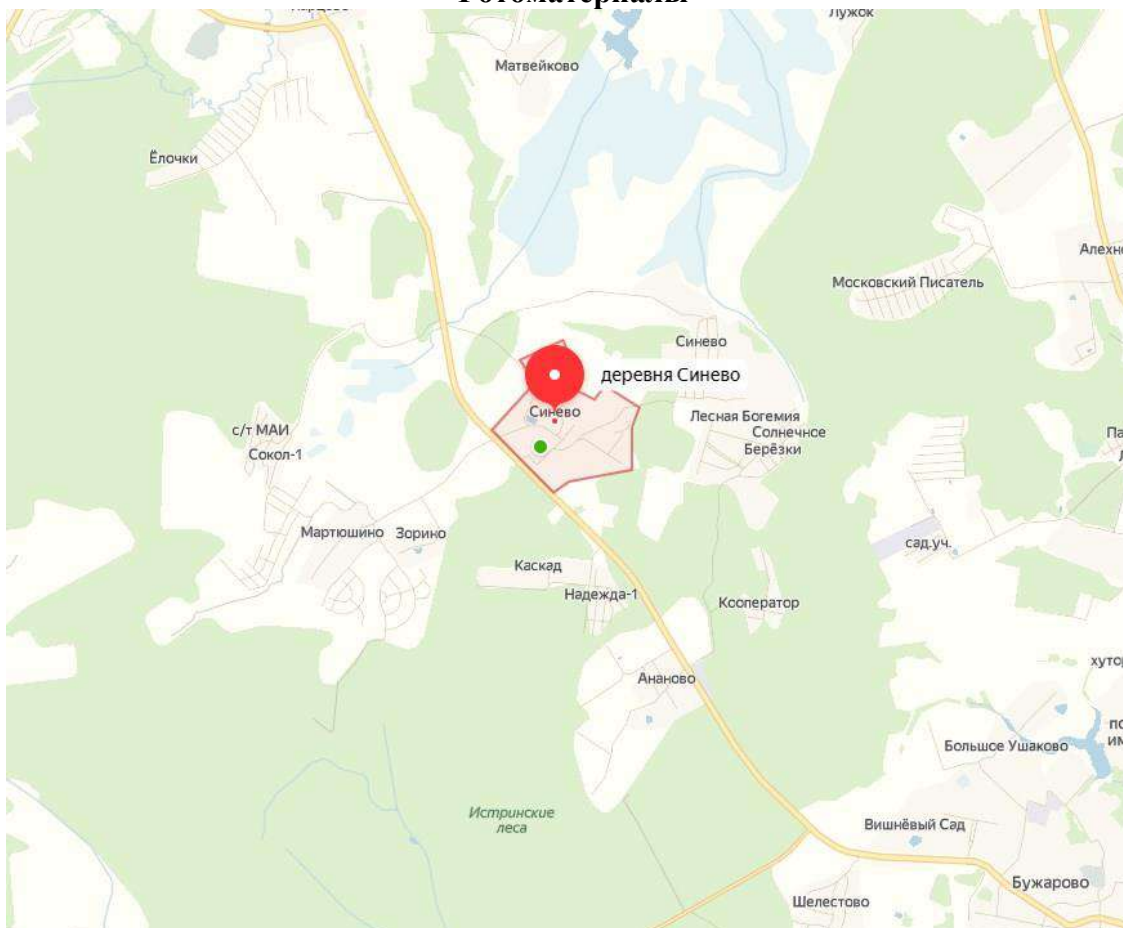 Фотоматериалы
Лужок
Матвейково
Ёлочки
Московский Писатель
Синево
деревня Синево
Синево
Лесная Богемия
Солнечное
Берёзки
с/т МАИ
Сокол-1
Мартюшино
Зорино
сад.уч.
Каскад
Надежда-1
Кооператор
Ананово
Большое Ушаково
Истринские
леса
Вишнёвый Сад
Бужарово
Шелестово